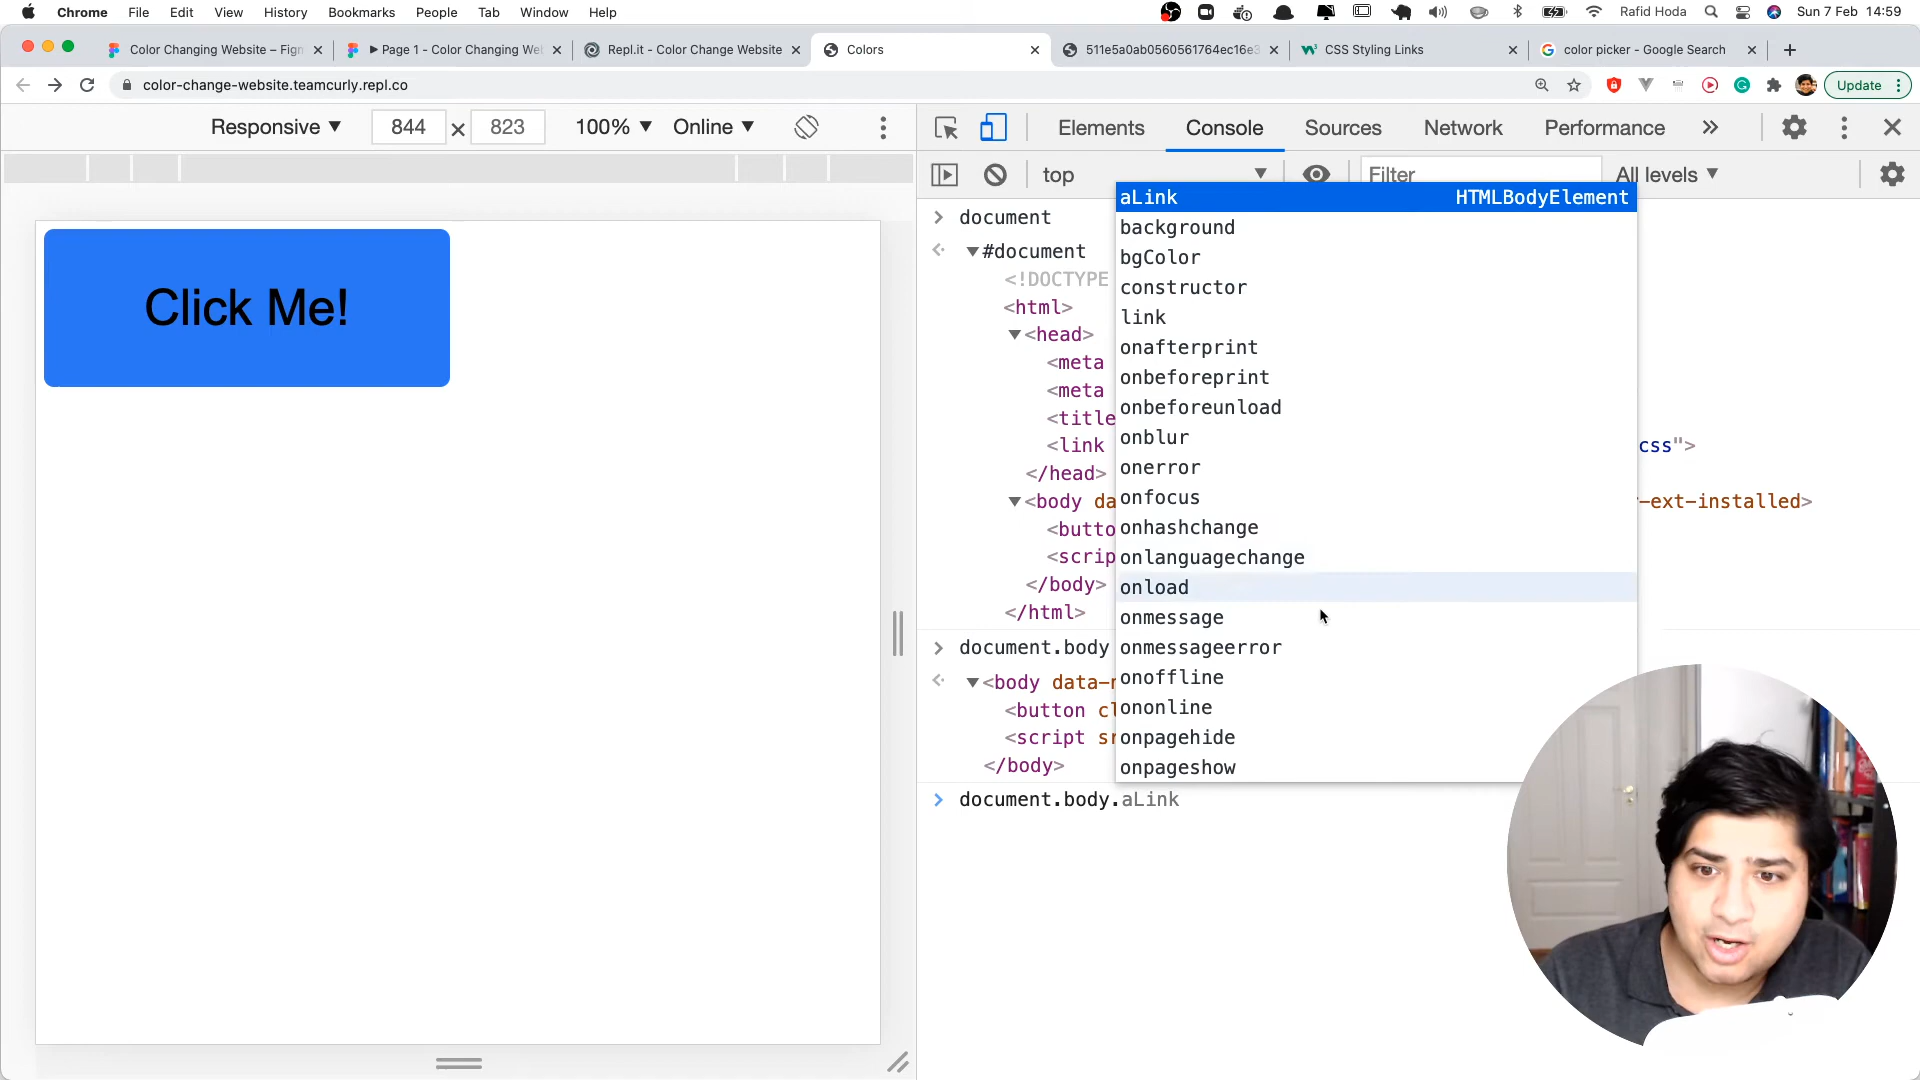 Chrome File Edit View History Bookmarks People Tab Window Help Rafid Hoda Sun 7 Feb 14:59
Color Changing Website – Fig Page 1 - Color Changing We Repl.it - Color Change Website Colors 511e5a0ab0560561764ec16e3 CSS Styling Links color picker - Google Search
color-change-website.teamcurly.repl.co Update
Responsive 844 × 823 100% Online Elements Console Sources Network Performance
top Filter All levels
Click Me!
> document
#document
<!DOCTYPE
<html>
<head>
<meta
<meta
<title
<link css">
</head>
<body da -ext-installed>
<butto
<scrip
</body>
</html>
> document.body
<body data-
<button cl
<script sr
</body>
> document.body.aLink
aLink HTMLBodyElement
background
bgColor
constructor
link
onafterprint
onbeforeprint
onbeforeunload
onblur
onerror
onfocus
onhashchange
onlanguagechange
onload
onmessage
onmessageerror
onoffline
ononline
onpagehide
onpageshow